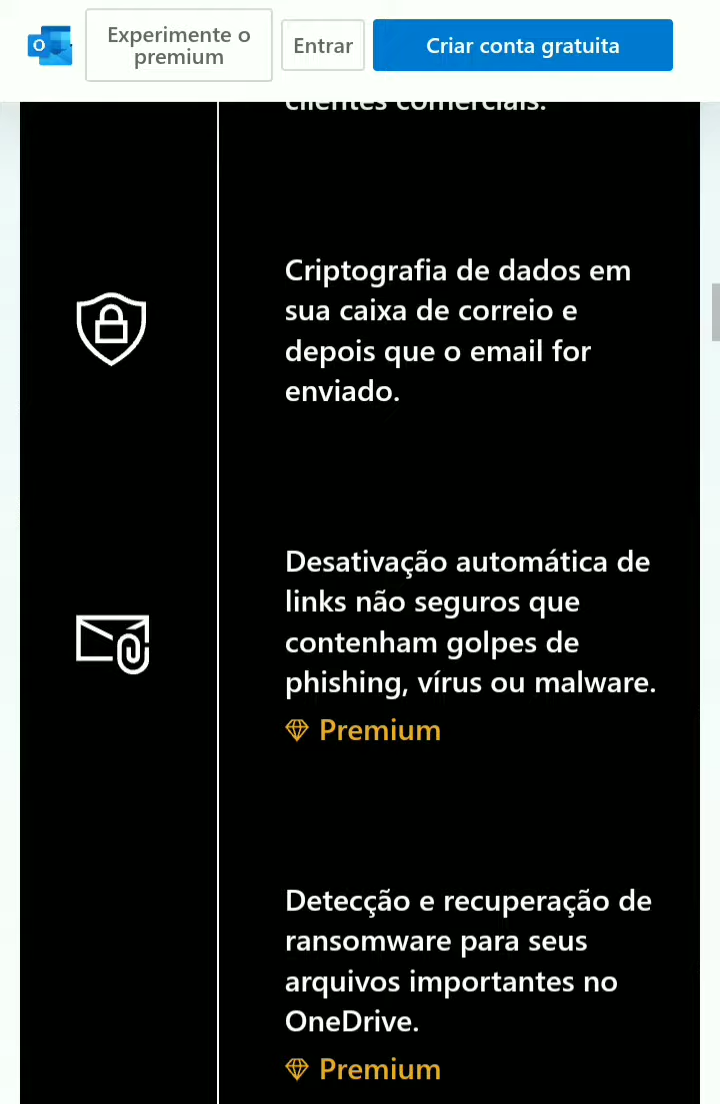 Experimente o
premium
Entrar
Criar conta gratuita
clientes comerciais.
Criptografia de dados em
sua caixa de correio e
depois que o email for
enviado.
Desativação automática de
links não seguros que
contenham golpes de
phishing, vírus ou malware.
Premium
Detecção e recuperação de
ransomware para seus
arquivos importantes no
OneDrive.
Premium